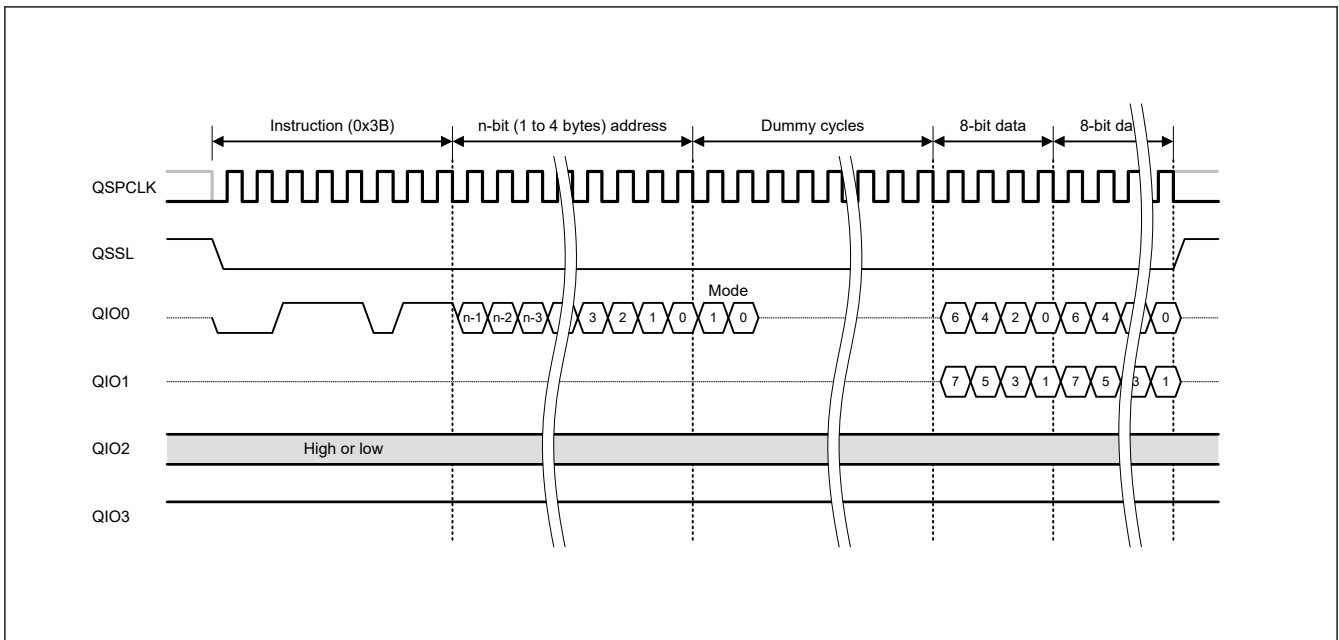 Instruction (0x3B) n-bit (1 to 4 bytes) address Dummy cycles 8-bit data 8-bit da
QSPCLK
QSSL
Mode
QIO0 n-1 n-2 n-3 3 2 1 0 1 0 6 4 2 0 6 4 0
QIO1 7 5 3 1 7 5 3 1
QIO2 High or low
QIO3